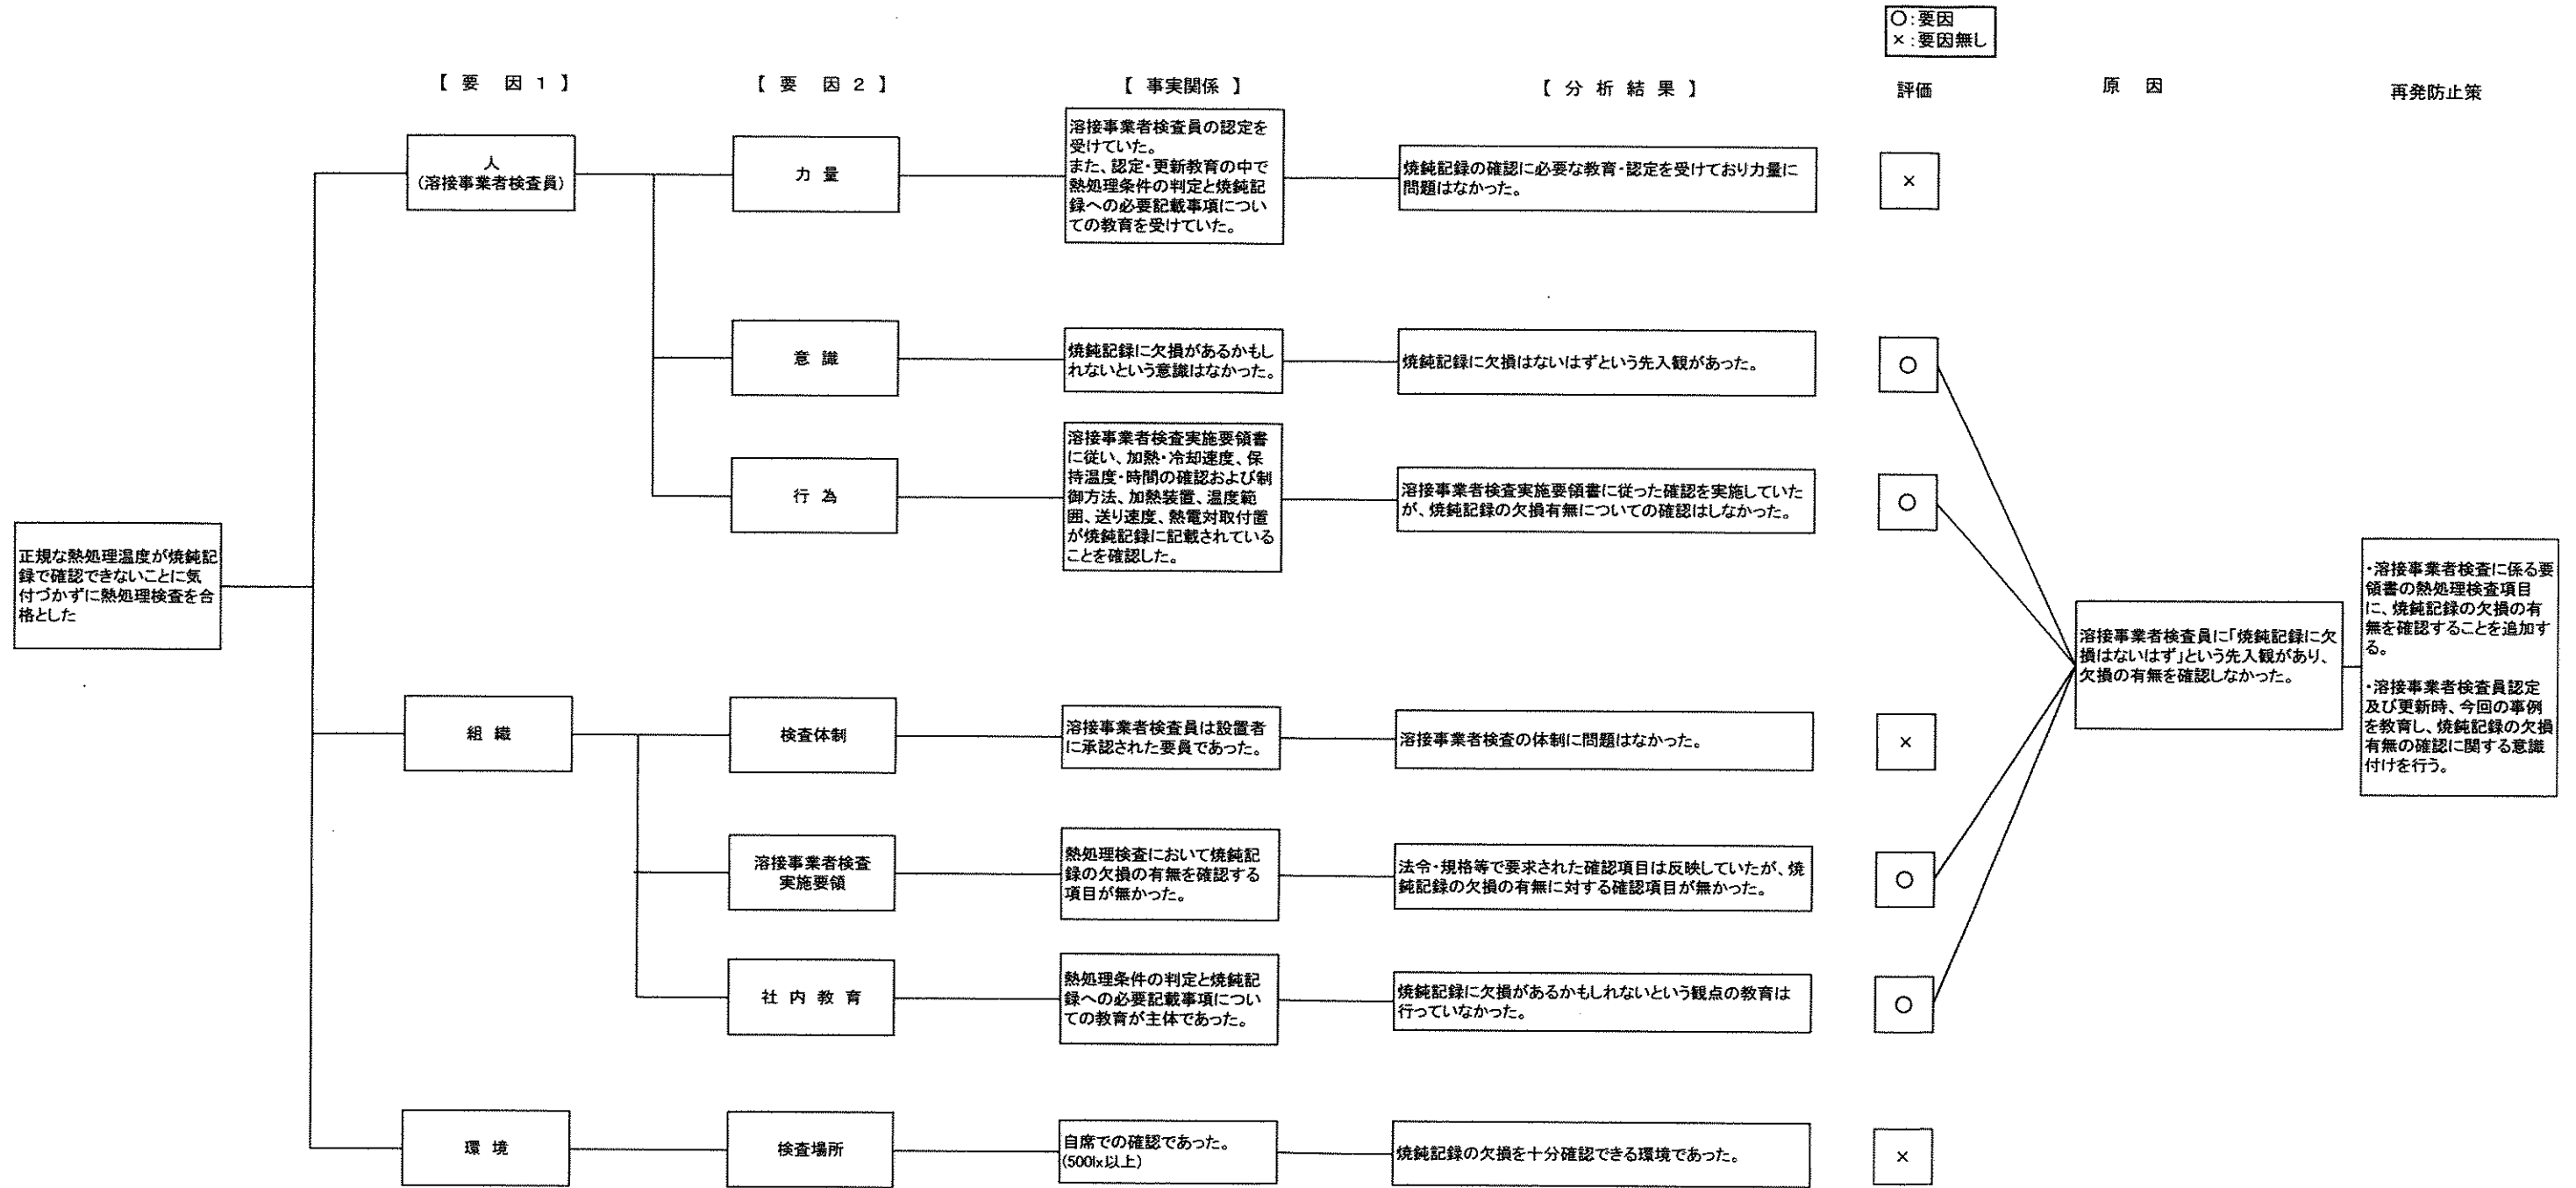 ○:要因
×:要因無し
【 要 因 1 】
【 要 因 2 】
【 事実関係 】
【 分 析 結 果 】
評価
原 因
再発防止策
正規な熱処理温度が焼鈍記
録で確認できないことに気
付づかずに熱処理検査を合
格とした
人
(溶接事業者検査員)
力 量
溶接事業者検査員の認定を
受けていた。
また、認定・更新教育の中で
熱処理条件の判定と焼鈍記
録への必要記載事項につい
ての教育を受けていた。
焼鈍記録の確認に必要な教育・認定を受けており力量に
問題はなかった。
×
意 識
焼鈍記録に欠損があるかもし
れないという意識はなかった。
焼鈍記録に欠損はないはずという先入観があった。
○
行 為
溶接事業者検査実施要領書
に従い、加熱・冷却速度、保
持温度・時間の確認および制
御方法、加熱装置、温度範
囲、送り速度、熱電対取付置
が焼鈍記録に記載されている
ことを確認した。
溶接事業者検査実施要領書に従った確認を実施していた
が、焼鈍記録の欠損有無についての確認はしなかった。
○
組 織
検査体制
溶接事業者検査員は設置者
に承認された要員であった。
溶接事業者検査の体制に問題はなかった。
×
溶接事業者検査
実施要領
熱処理検査において焼鈍記
録の欠損の有無を確認する
項目が無かった。
法令・規格等で要求された確認項目は反映していたが、焼
鈍記録の欠損の有無に対する確認項目が無かった。
○
社 内 教 育
熱処理条件の判定と焼鈍記
録への必要記載事項につい
ての教育が主体であった。
焼鈍記録に欠損があるかもしれないという観点の教育は
行っていなかった。
○
環 境
検査場所
自席での確認であった。
(500lx以上)
焼鈍記録の欠損を十分確認できる環境であった。
×
溶接事業者検査員に「焼鈍記録に欠
損はないはず」という先入観があり、
欠損の有無を確認しなかった。
・溶接事業者検査に係る要
領書の熱処理検査項目
に、焼鈍記録の欠損の有
無を確認することを追加す
る。
・溶接事業者検査員認定
及び更新時、今回の事例
を教育し、焼鈍記録の欠損
有無の確認に関する意識
付けを行う。